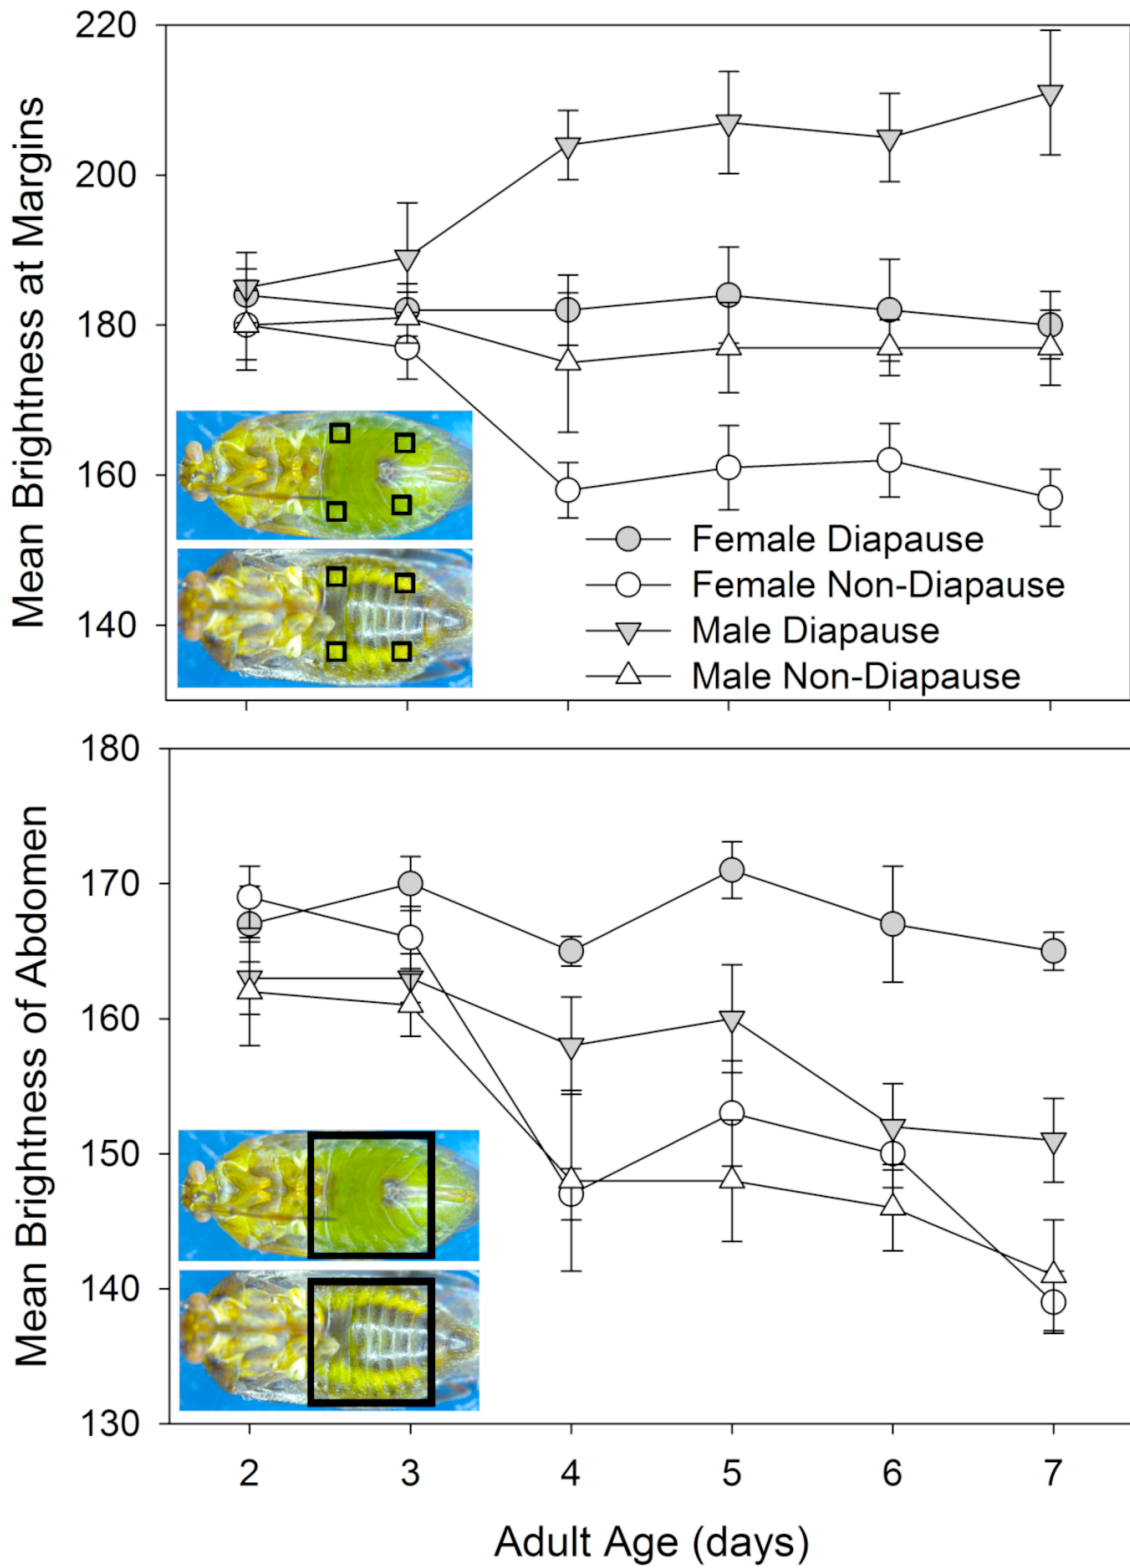 220
200
180
160
140
Mean Brightness at Margins
Female Diapause
Female Non-Diapause
Male Diapause
Male Non-Diapause
180
170
160
150
140
130
Mean Brightness of Abdomen
2 3 4 5 6 7
Adult Age (days)